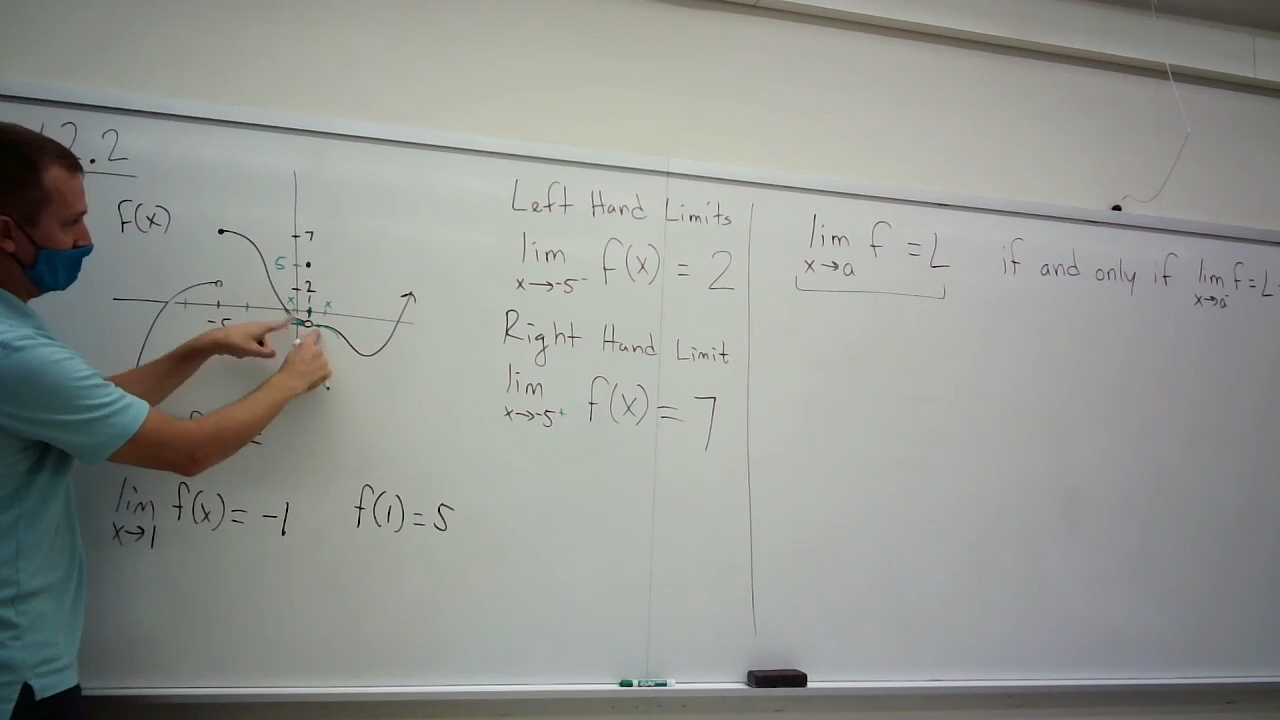 2.2
F(x)
7
5
2
1
x x
-5
lim f(x) = -1 f(1) = 5
x→1
Left Hand Limits
lim f(x) = 2
x→-5⁻
Right Hand Limit
lim f(x) = 7
x→-5⁺
lim f = L if and only if lim f = L
x→a x→a⁻